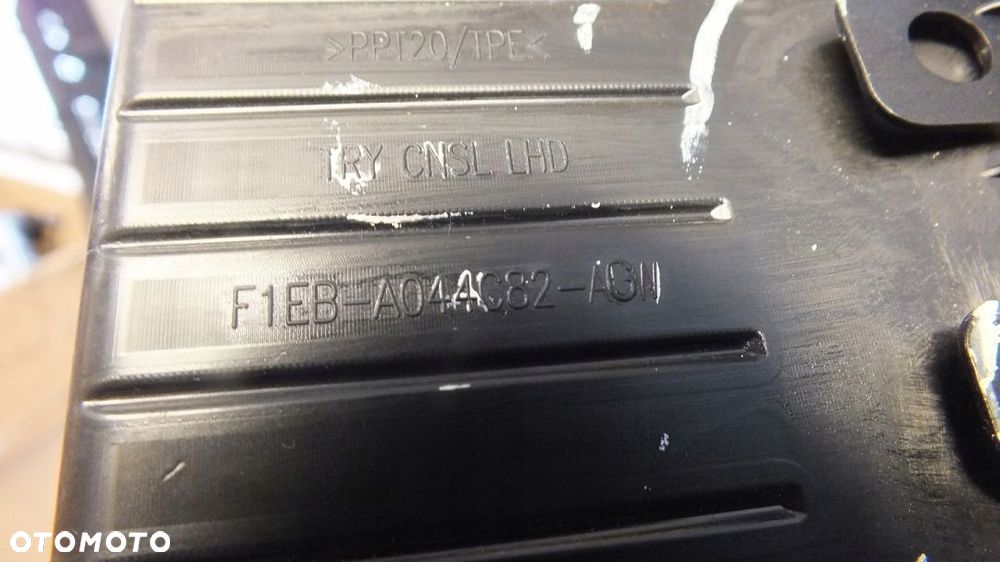 >PPT20/TPE<
TRY CNSL LHD
F1EB-A044C82-AGW
OTOMOTO